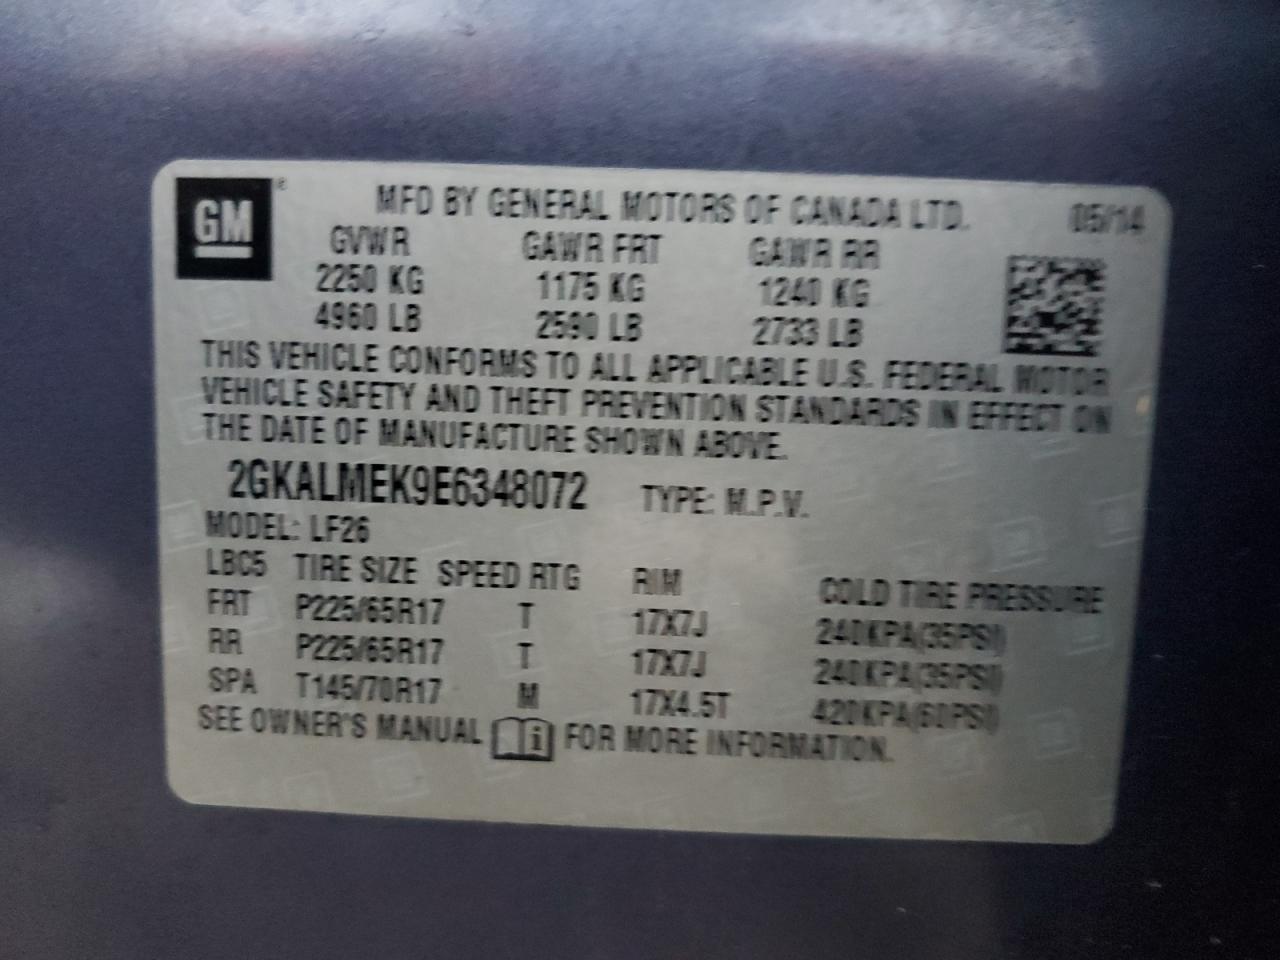 GM ®
MFD BY GENERAL MOTORS OF CANADA LTD. 05/14
GVWR GAWR FRT GAWR RR
2250 KG 1175 KG 1240 KG
4960 LB 2590 LB 2733 LB
THIS VEHICLE CONFORMS TO ALL APPLICABLE U.S. FEDERAL MOTOR
VEHICLE SAFETY AND THEFT PREVENTION STANDARDS IN EFFECT ON
THE DATE OF MANUFACTURE SHOWN ABOVE.
2GKALMEK9E6348072 TYPE: M.P.V.
MODEL: LF26
LBC5 TIRE SIZE SPEED RTG RIM COLD TIRE PRESSURE
FRT P225/65R17 T 17X7J 240KPA(35PSI)
RR P225/65R17 T 17X7J 240KPA(35PSI)
SPA T145/70R17 M 17X4.5T 420KPA(60PSI)
SEE OWNER'S MANUAL i FOR MORE INFORMATION.